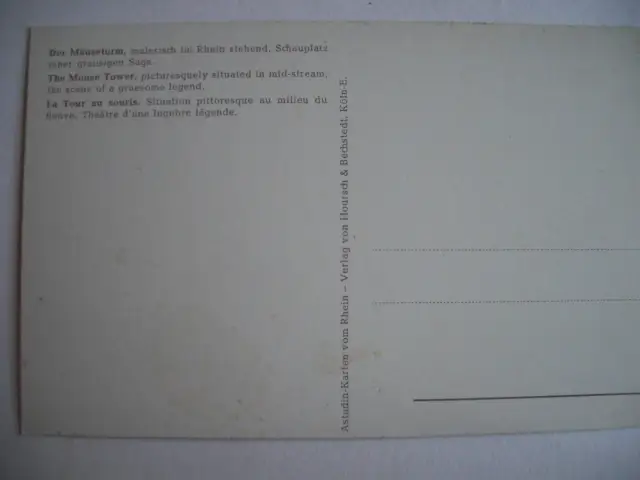 Der Mäuseturm, malerisch im Rhein stehend. Schauplatz
einer grausigen Sage.
The Mouse Tower, picturesquely situated in mid-stream,
the scene of a gruesome legend.
La Tour au souris. Situation pittoresque au milieu du
fleuve. Théâtre d'une lugubre légende.
Astudin-Karten vom Rhein – Verlag von Hoursch & Bechstedt, Köln-E.